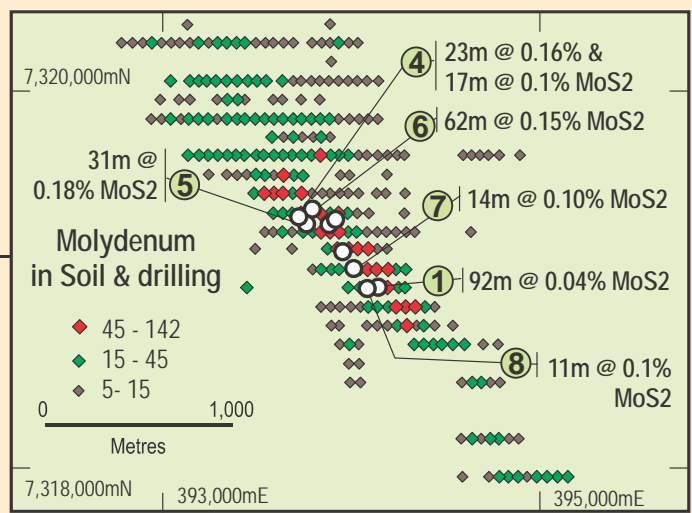 4
23m @ 0.16% &
17m @ 0.1% MoS2
7,320,000mN
6
62m @ 0.15% MoS2
31m @
0.18% MoS2
5
7
14m @ 0.10% MoS2
Molydenum
in Soil & drilling
1
92m @ 0.04% MoS2
45 - 142
15 - 45
5- 15
8
11m @ 0.1%
MoS2
0
1,000
Metres
7,318,000mN
393,000mE
395,000mE